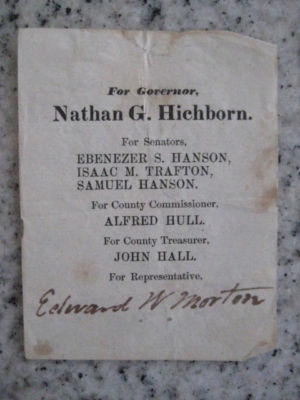 For Governor,
Nathan G. Hichborn.
For Senators,
EBENEZER S. HANSON,
ISAAC M. TRAFTON,
SAMUEL HANSON.
For County Commissioner,
ALFRED HULL.
For County Treasurer,
JOHN HALL.
For Representative,
Edward W Morton